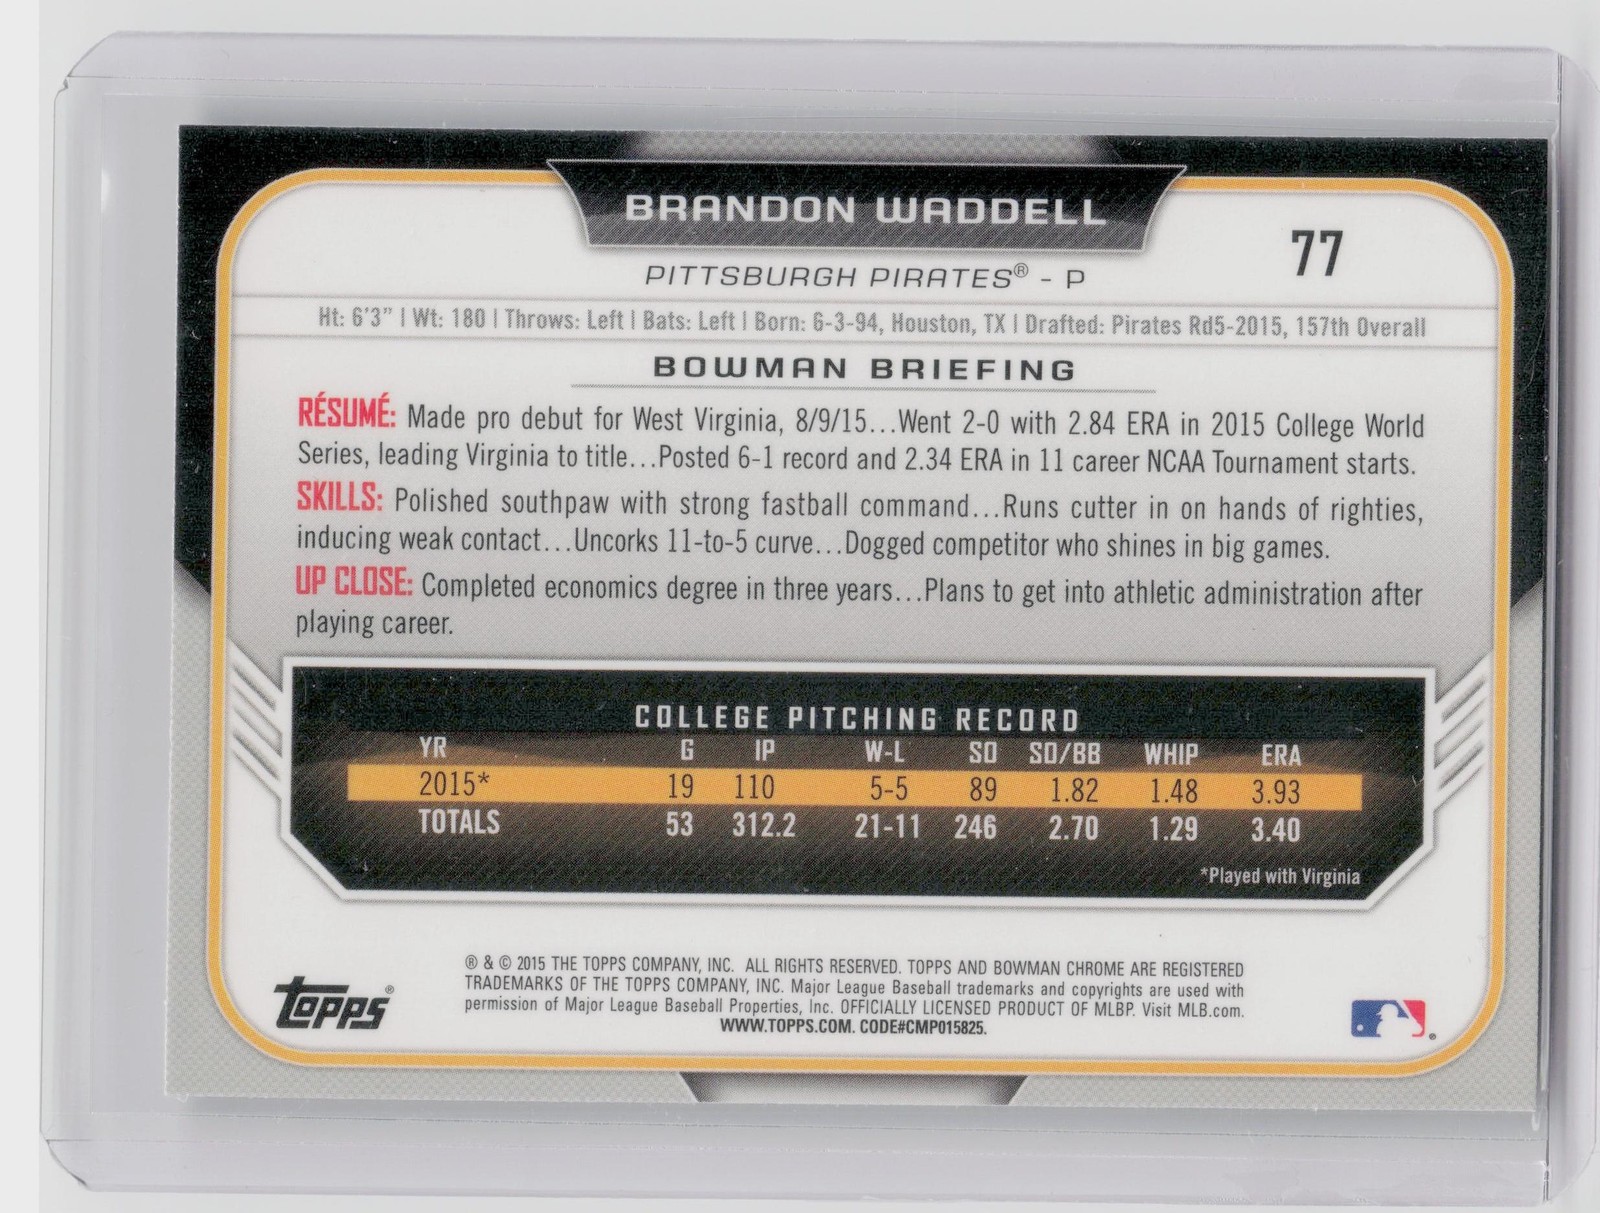 BRANDON WADDELL
77
PITTSBURGH PIRATES® - P
Ht: 6'3" | Wt: 180 | Throws: Left | Bats: Left | Born: 6-3-94, Houston, TX | Drafted: Pirates Rd5-2015, 157th Overall
BOWMAN BRIEFING
RÉSUMÉ: Made pro debut for West Virginia, 8/9/15...Went 2-0 with 2.84 ERA in 2015 College World
Series, leading Virginia to title...Posted 6-1 record and 2.34 ERA in 11 career NCAA Tournament starts.
SKILLS: Polished southpaw with strong fastball command...Runs cutter in on hands of righties,
inducing weak contact...Uncorks 11-to-5 curve...Dogged competitor who shines in big games.
UP CLOSE: Completed economics degree in three years...Plans to get into athletic administration after
playing career.
COLLEGE PITCHING RECORD
YR G IP W-L SO SO/BB WHIP ERA
2015* 19 110 5-5 89 1.82 1.48 3.93
TOTALS 53 312.2 21-11 246 2.70 1.29 3.40
*Played with Virginia
® & © 2015 THE TOPPS COMPANY, INC. ALL RIGHTS RESERVED. TOPPS AND BOWMAN CHROME ARE REGISTERED
TRADEMARKS OF THE TOPPS COMPANY, INC. Major League Baseball trademarks and copyrights are used with
permission of Major League Baseball Properties, Inc. OFFICIALLY LICENSED PRODUCT OF MLBP. Visit MLB.com.
WWW.TOPPS.COM. CODE#CMP015825.
topps®
®